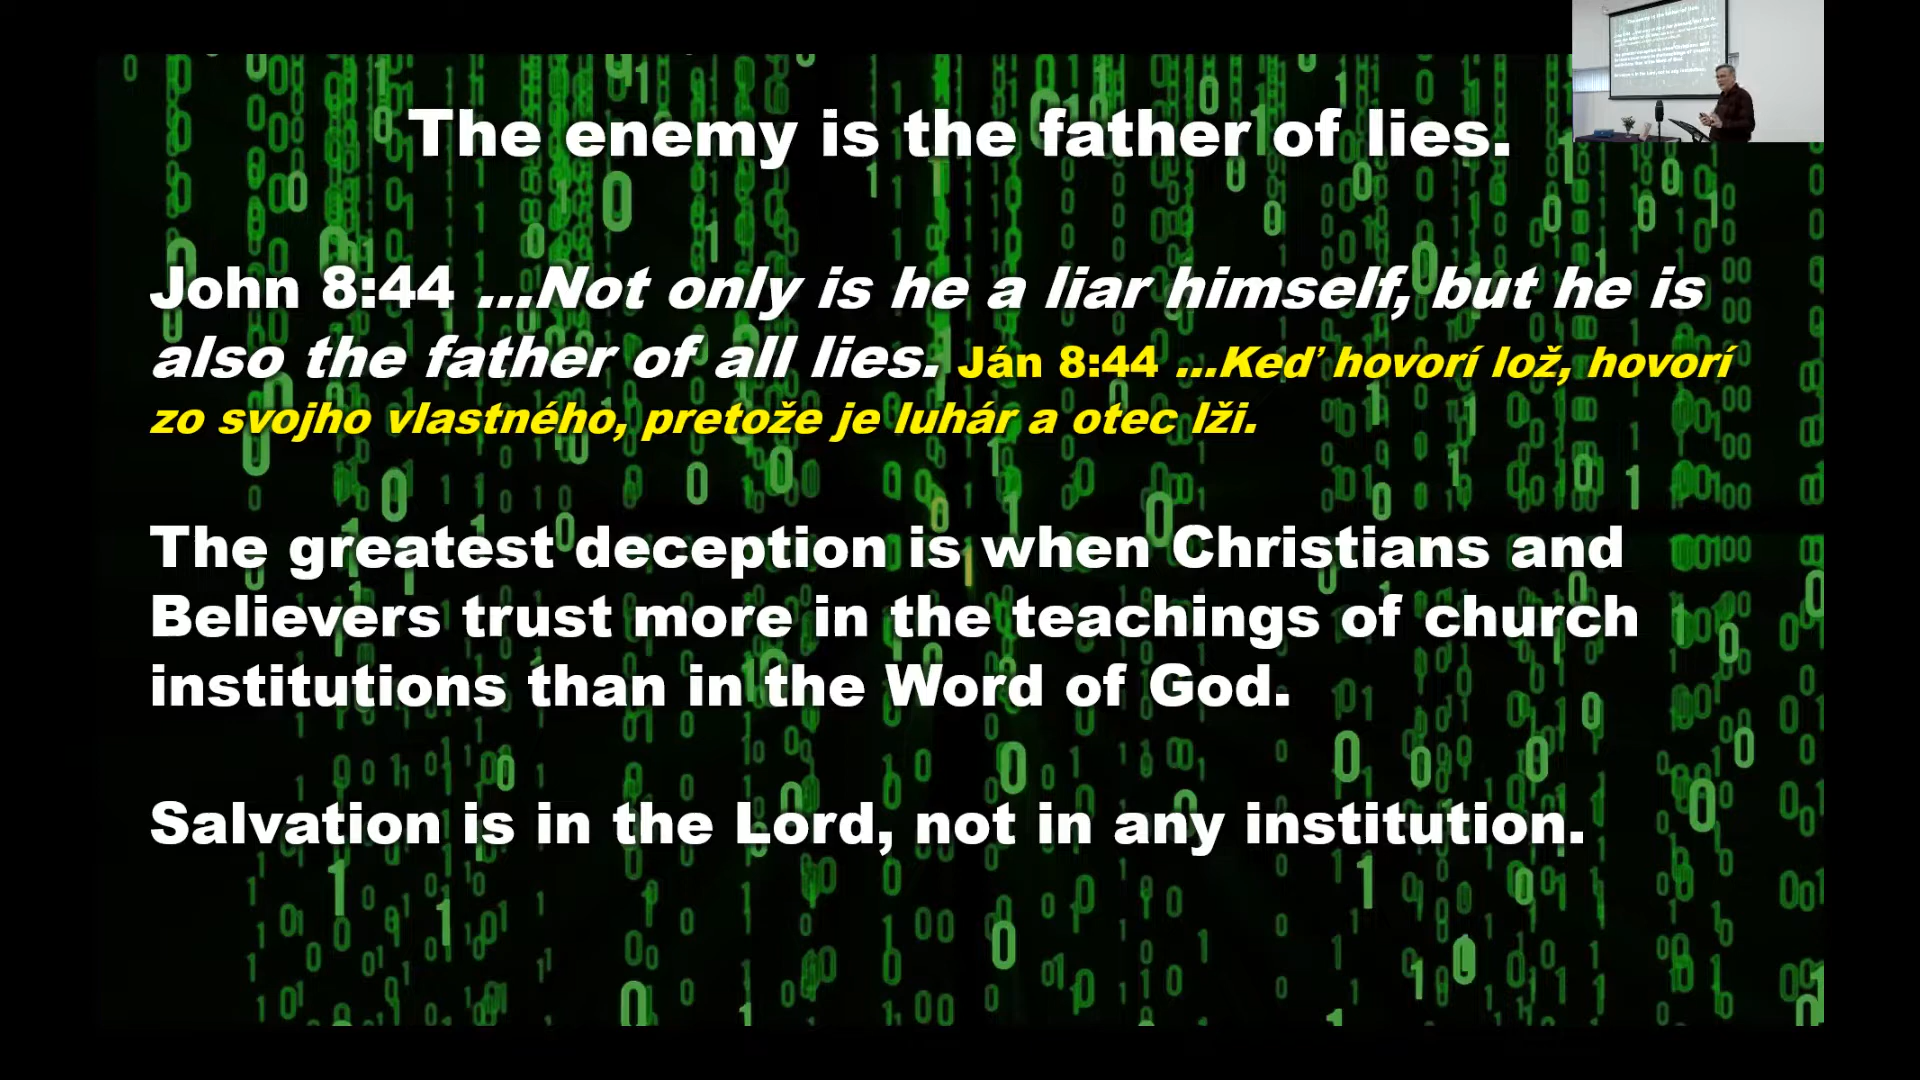 The enemy is the father of lies.
John 8:44 ...Not only is he a liar himself, but he is
also the father of all lies. Ján 8:44 ...Keď hovorí lož, hovorí
zo svojho vlastného, pretože je luhár a otec lži.
The greatest deception is when Christians and
Believers trust more in the teachings of church
institutions than in the Word of God.
Salvation is in the Lord, not in any institution.